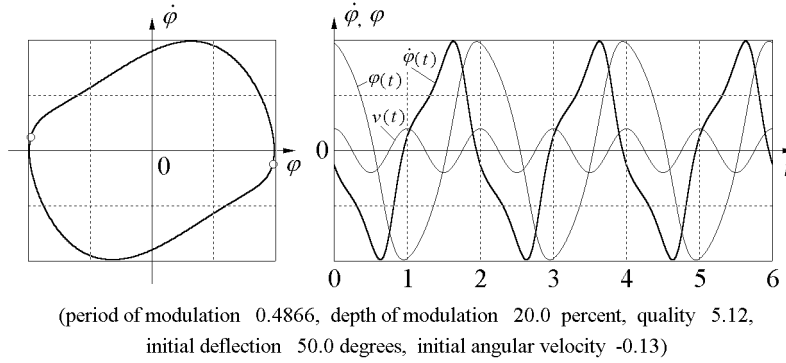 φ̇
φ̇, φ
φ̇(t)
φ(t)
v(t)
0
φ
0
t
0 1 2 3 4 5 6
(period of modulation 0.4866, depth of modulation 20.0 percent, quality 5.12,
initial deflection 50.0 degrees, initial angular velocity -0.13)